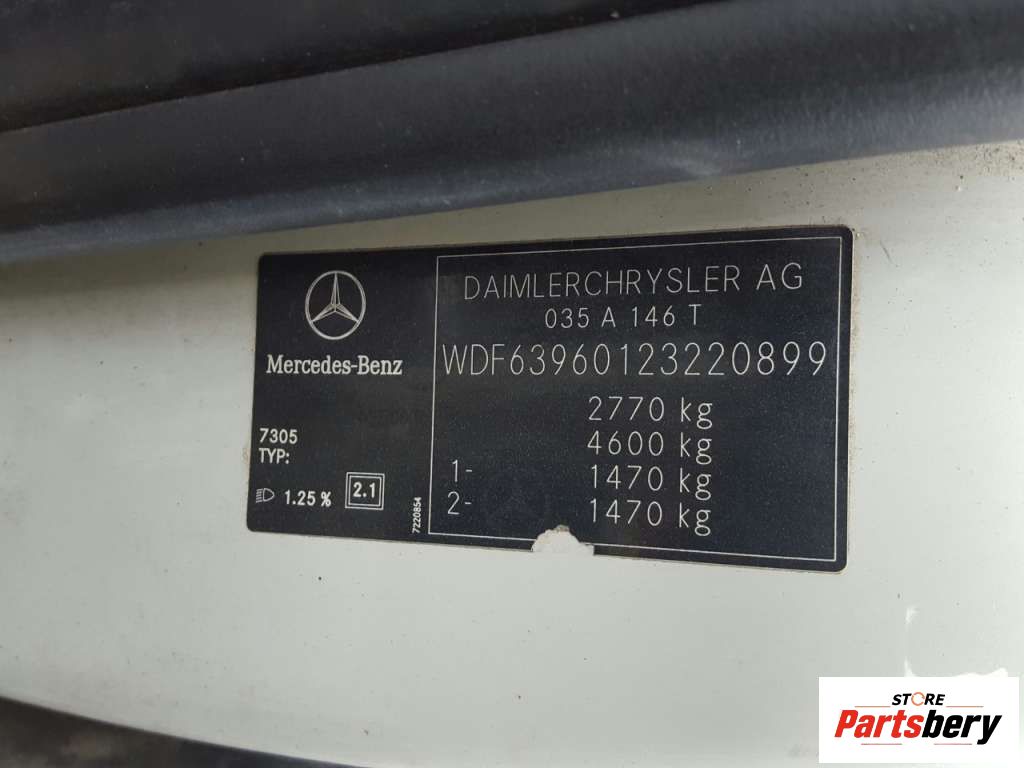 Mercedes-Benz
7305
TYP:
1.25 %
2.1
7220854
DAIMLERCHRYSLER AG
035 A 146 T
WDF63960123220899
2770 kg
4600 kg
1- 1470 kg
2- 1470 kg
STORE
Partsbery